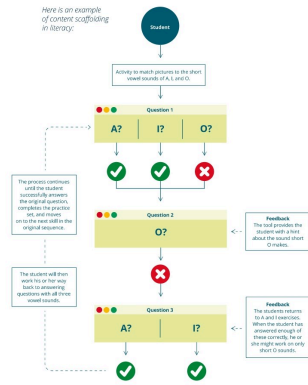 Here is an example
of content scaffolding
in literacy:
Student
Activity to match pictures to the short
vowel sounds of A, I, and O.
Question 1
A?
I?
O?
The process continues
until the student
successfully answers
the original question,
completes the practice
set, and moves
on to the next skill in the
original sequence.
Question 2
O?
Feedback
The tool provides the
student with a hint
about the sound short
O makes.
The student will then
work his or her way
back to answering
questions with all three
vowel sounds.
Question 3
A?
I?
Feedback
The students returns
to A and I exercises.
When the student has
answered enough of
these correctly, he or
she might work on only
short O sounds.